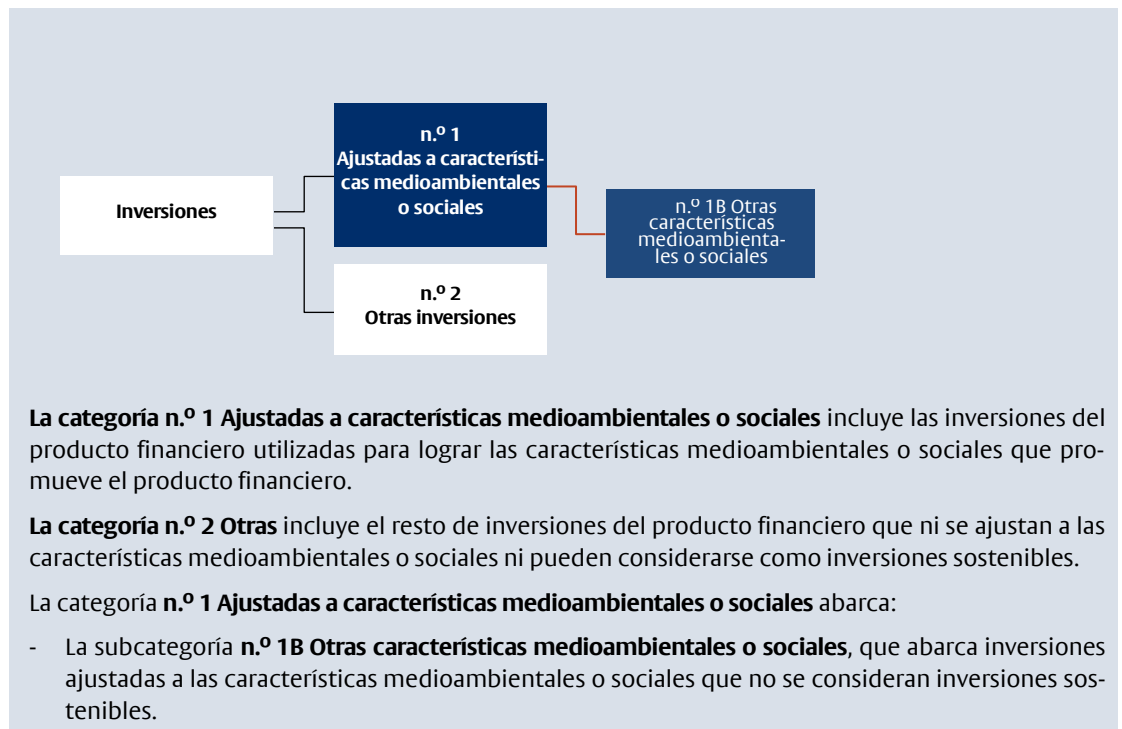 n.º 1
Ajustadas a característi-
cas medioambientales
o sociales
Inversiones
n.º 1B Otras
características
medioambienta-
les o sociales
n.º 2
Otras inversiones
La categoría n.º 1 Ajustadas a características medioambientales o sociales incluye las inversiones del
producto financiero utilizadas para lograr las características medioambientales o sociales que pro-
mueve el producto financiero.
La categoría n.º 2 Otras incluye el resto de inversiones del producto financiero que ni se ajustan a las
características medioambientales o sociales ni pueden considerarse como inversiones sostenibles.
La categoría n.º 1 Ajustadas a características medioambientales o sociales abarca:
- La subcategoría n.º 1B Otras características medioambientales o sociales, que abarca inversiones
ajustadas a las características medioambientales o sociales que no se consideran inversiones sos-
tenibles.